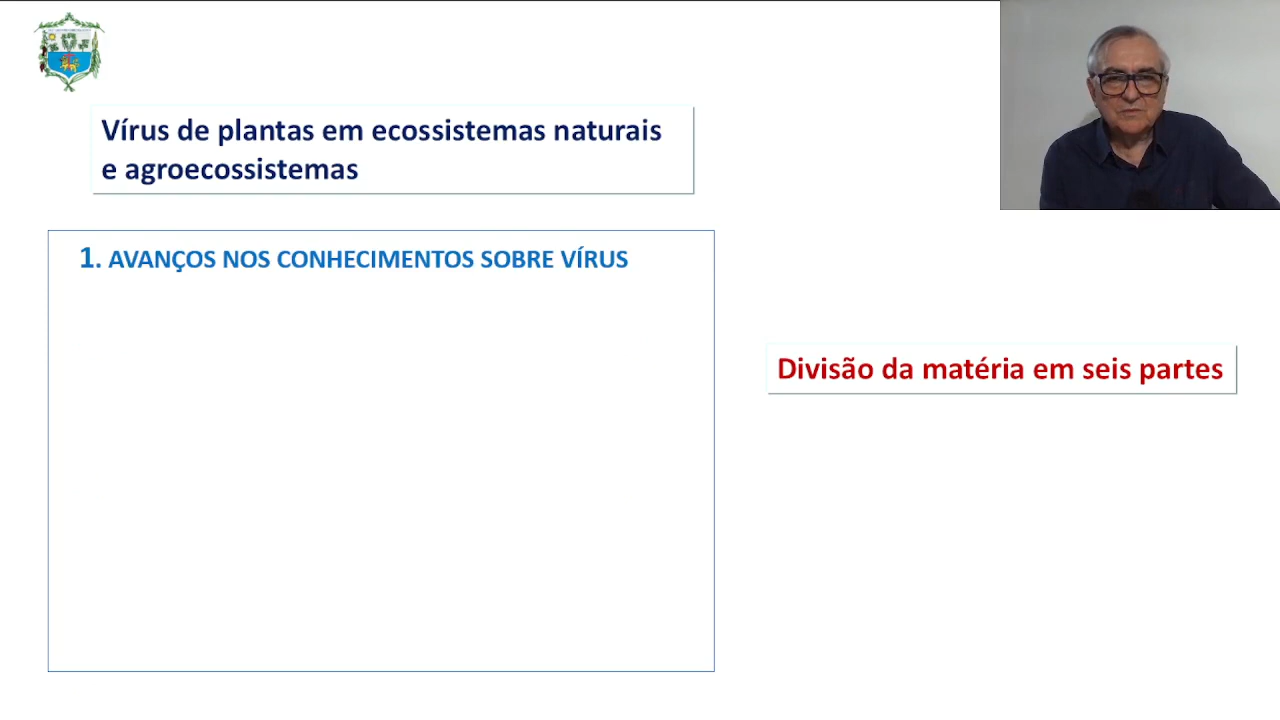 Vírus de plantas em ecossistemas naturais
e agroecossistemas
1. AVANÇOS NOS CONHECIMENTOS SOBRE VÍRUS
Divisão da matéria em seis partes